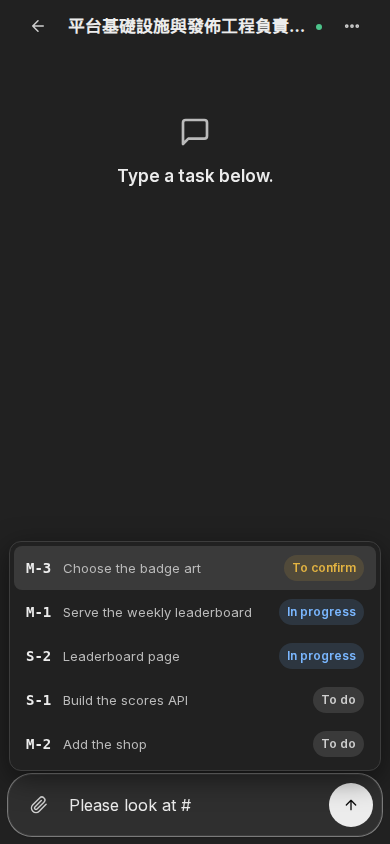 平台基礎設施與發佈工程負責...
Type a task below.
M-3 Choose the badge art To confirm
M-1 Serve the weekly leaderboard In progress
S-2 Leaderboard page In progress
S-1 Build the scores API To do
M-2 Add the shop To do
Please look at #